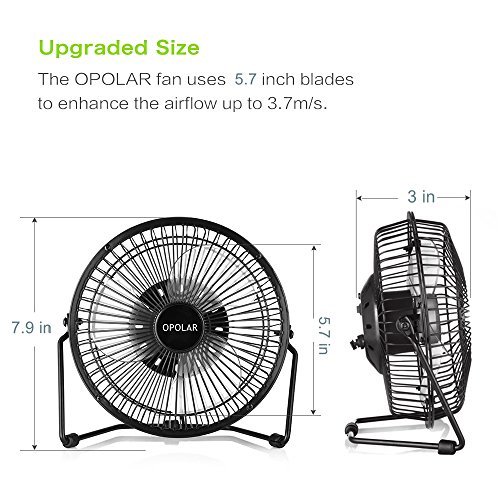 Upgraded Size
The OPOLAR fan uses 5.7 inch blades
to enhance the airflow up to 3.7m/s.
3 in
7.9 in
5.7 in
OPOLAR